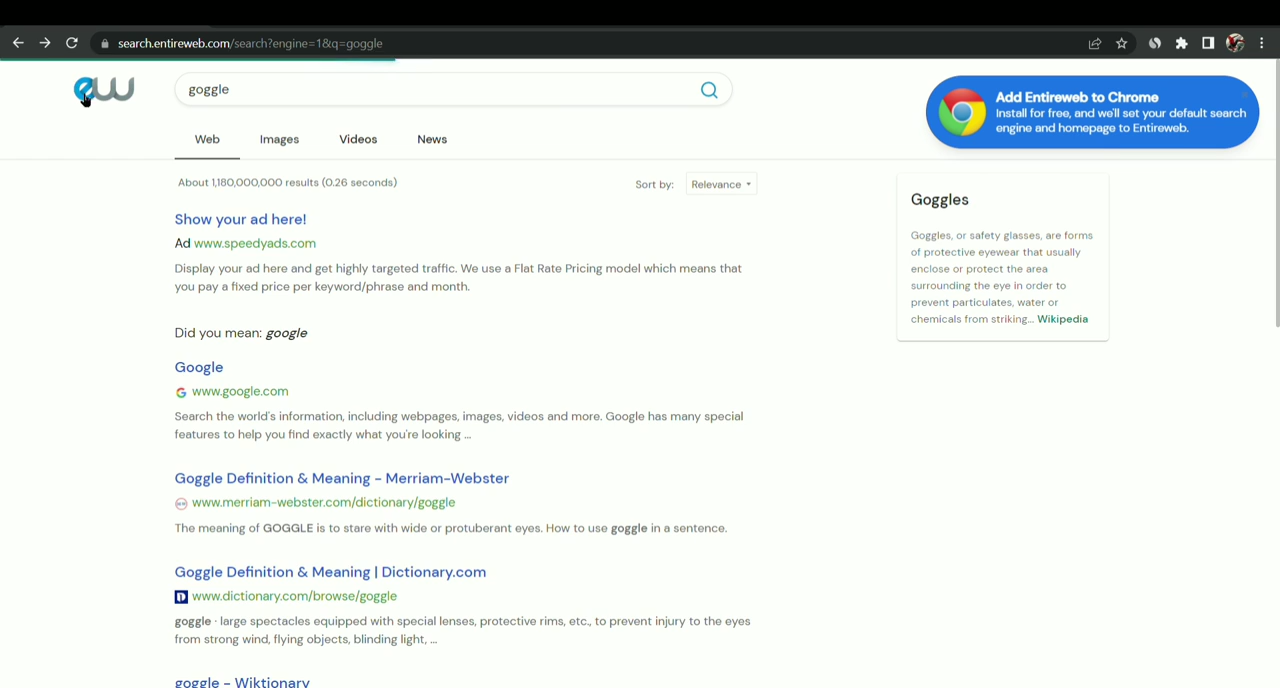 search.entireweb.com/search?engine=1&q=goggle
ew
goggle
Add Entireweb to Chrome
Install for free, and we'll set your default search
engine and homepage to Entireweb.
Web Images Videos News
About 1,180,000,000 results (0.26 seconds)
Sort by: Relevance
Show your ad here!
Ad www.speedyads.com
Display your ad here and get highly targeted traffic. We use a Flat Rate Pricing model which means that
you pay a fixed price per keyword/phrase and month.
Did you mean: google
Google
G www.google.com
Search the world's information, including webpages, images, videos and more. Google has many special
features to help you find exactly what you're looking ...
Goggle Definition & Meaning - Merriam-Webster
www.merriam-webster.com/dictionary/goggle
The meaning of GOGGLE is to stare with wide or protuberant eyes. How to use goggle in a sentence.
Goggle Definition & Meaning | Dictionary.com
D www.dictionary.com/browse/goggle
goggle · large spectacles equipped with special lenses, protective rims, etc., to prevent injury to the eyes
from strong wind, flying objects, blinding light, ...
goggle - Wiktionary
Goggles
Goggles, or safety glasses, are forms
of protective eyewear that usually
enclose or protect the area
surrounding the eye in order to
prevent particulates, water or
chemicals from striking... Wikipedia